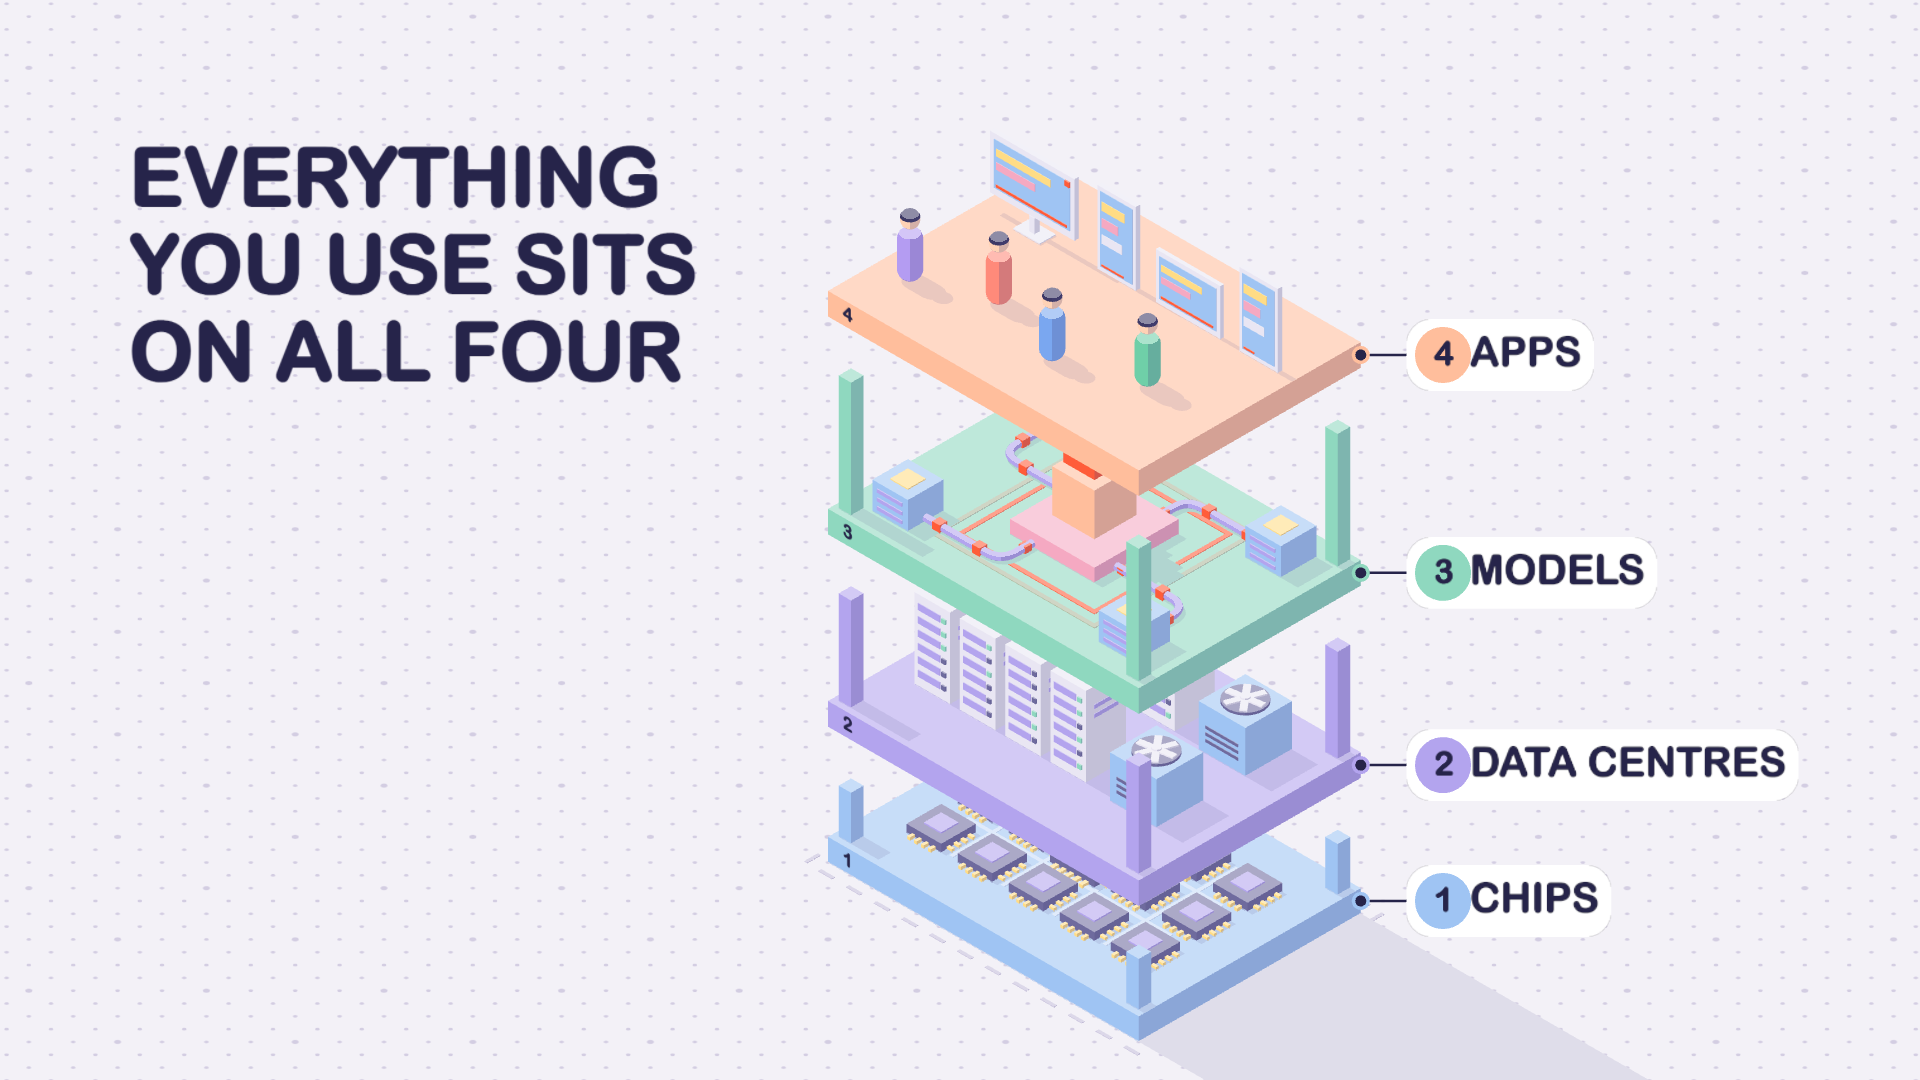 EVERYTHING
YOU USE SITS
ON ALL FOUR
4
4 APPS
3
3 MODELS
2
2 DATA CENTRES
1
1 CHIPS